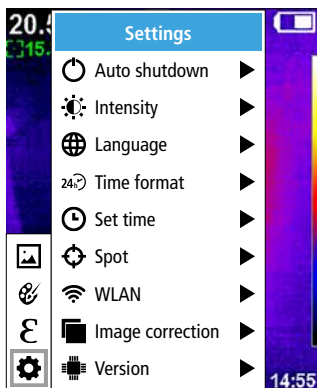 20.5
15.
Settings
Auto shutdown
Intensity
Language
24h Time format
Set time
Spot
WLAN
Image correction
ε
Version
14:55